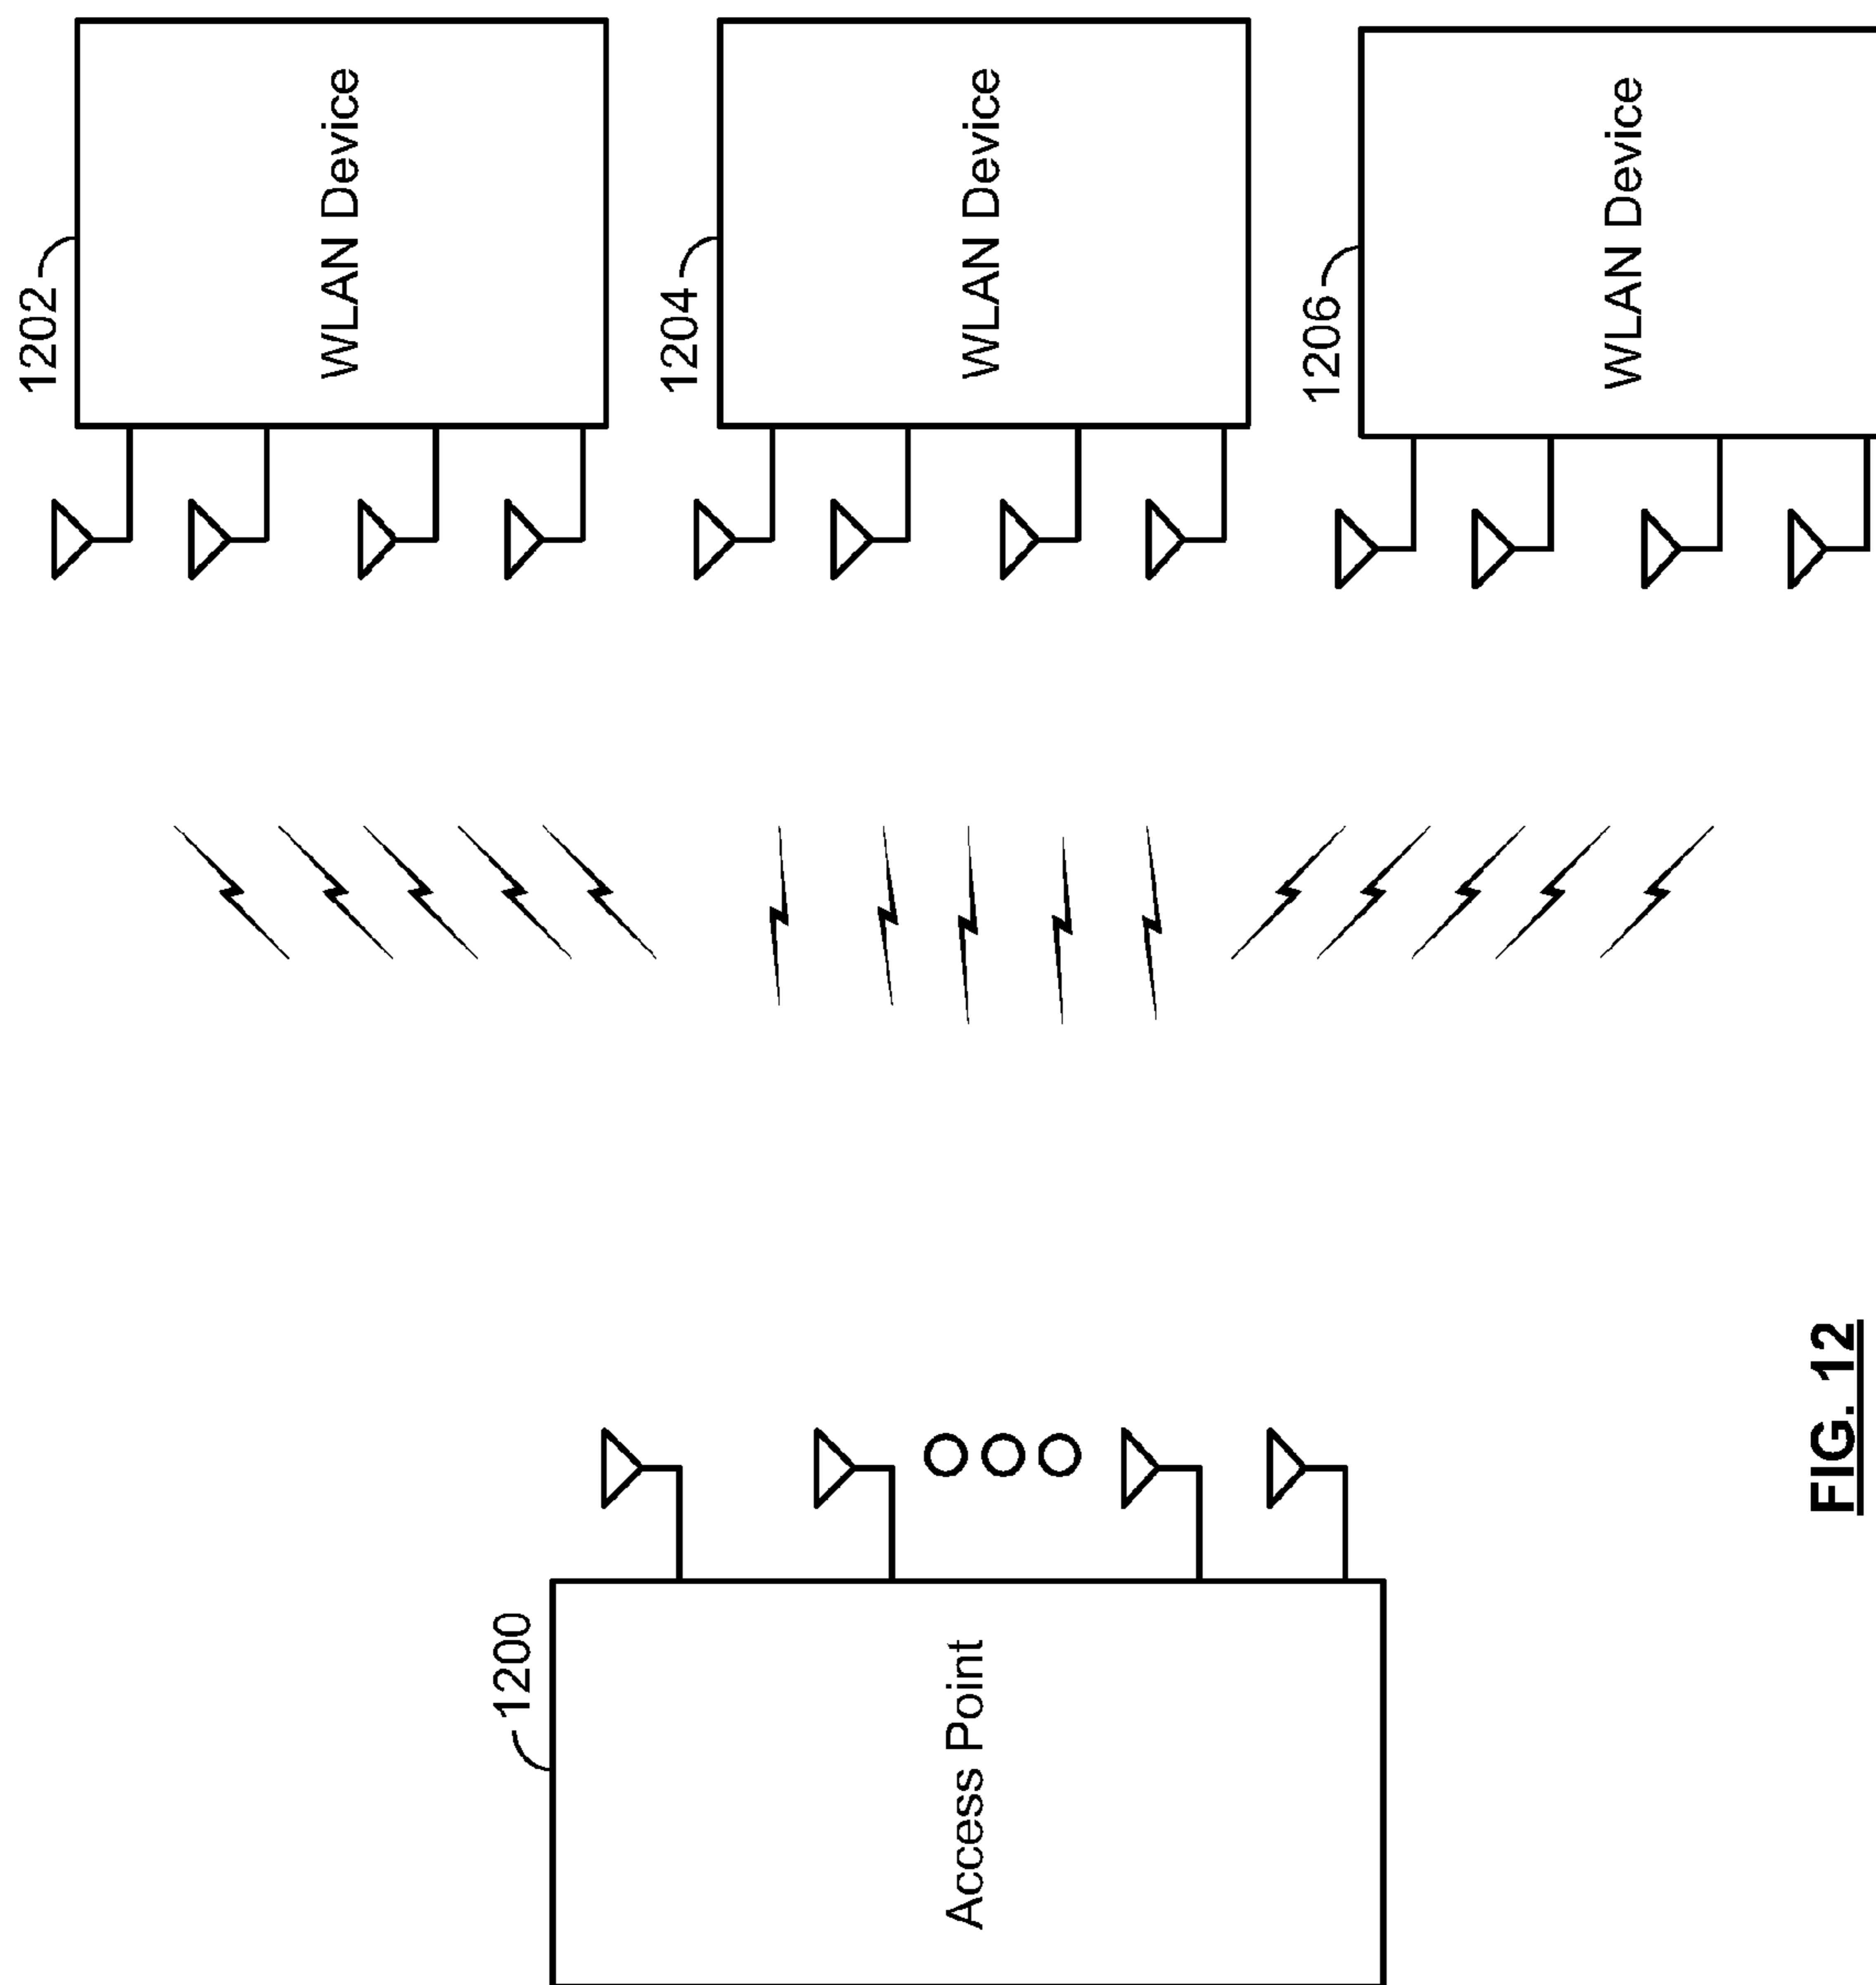 1202
WLAN Device
1204
WLAN Device
1206
WLAN Device
1200
Access Point
FIG. 12